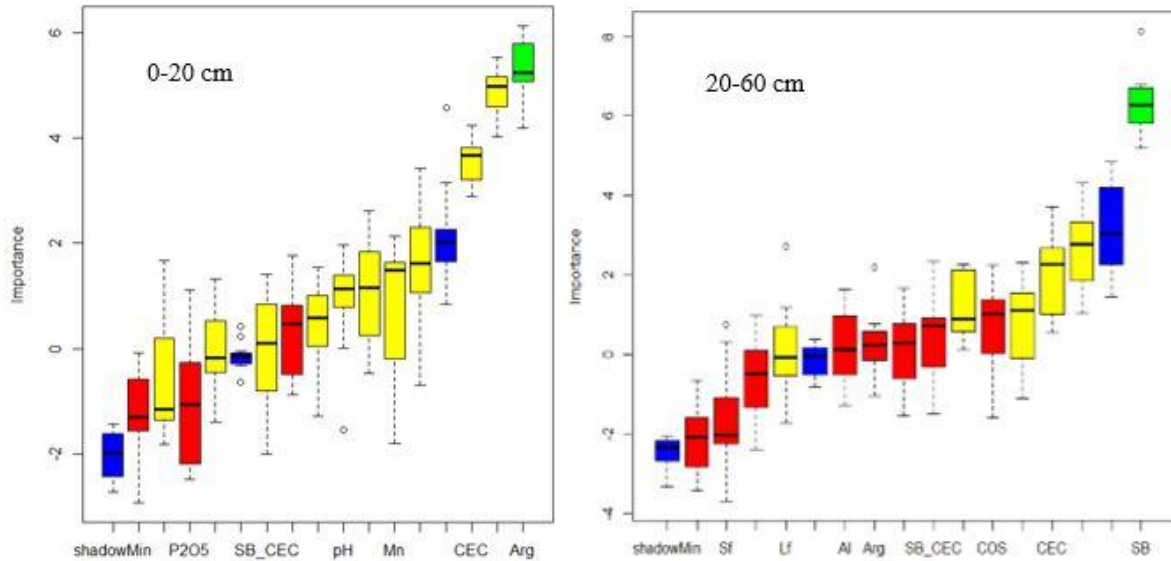 0-20 cm
Importance
6
4
2
0
-2
shadowMin P2O5 SB_CEC pH Mn CEC Arg
20-60 cm
Importance
8
6
4
2
0
-2
-4
shadowMin Sf Lf Al Arg SB_CEC COS CEC SB